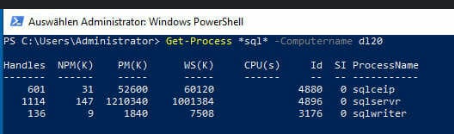 Auswählen Administrator: Windows PowerShell
PS C:\Users\Administrator> Get-Process *sql* -Computername dl20
Handles NPM(K) PM(K) WS(K) CPU(s) Id SI ProcessName
------- ------ ----- ----- ------ -- -- -----------
601 31 52600 60120 4880 0 sqlceip
1114 147 1210340 1001384 4896 0 sqlservr
136 9 1840 7508 3176 0 sqlwriter